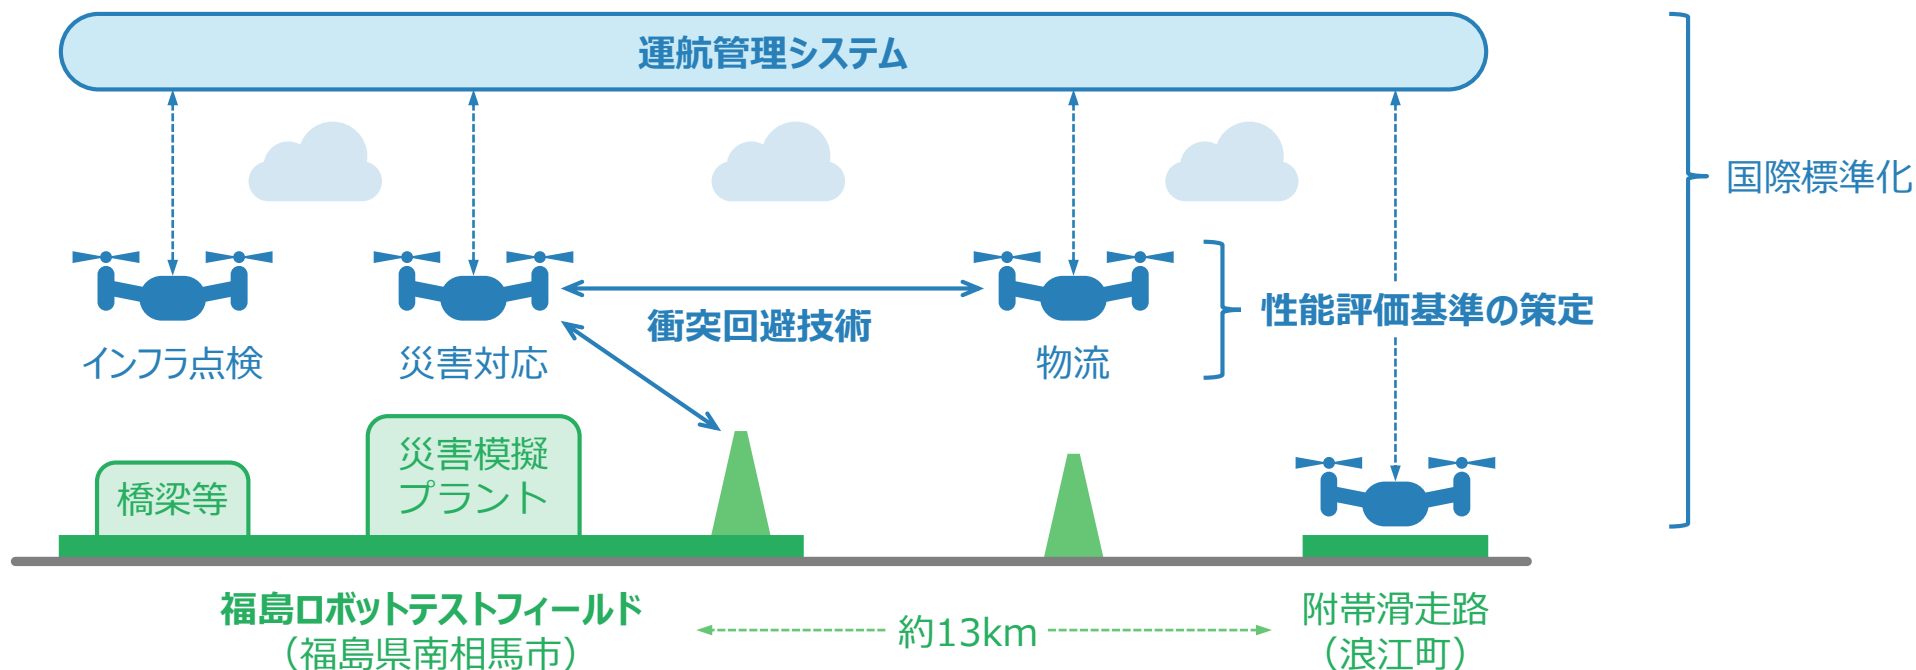 運航管理システム
国際標準化
衝突回避技術
性能評価基準の策定
インフラ点検
災害対応
物流
橋梁等
災害模擬
プラント
福島ロボットテストフィールド
（福島県南相馬市）
約13km
附帯滑走路
（浪江町）